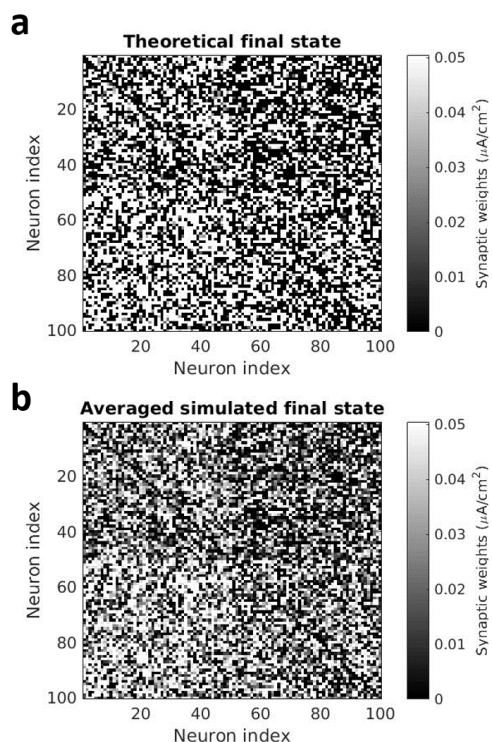 a
Theoretical final state
Neuron index
20
40
60
80
100
20 40 60 80 100
Neuron index
0.05
0.04
0.03
0.02
0.01
0
Synaptic weights (μA/cm²)
b
Averaged simulated final state
Neuron index
20
40
60
80
100
20 40 60 80 100
Neuron index
0.05
0.04
0.03
0.02
0.01
0
Synaptic weights (μA/cm²)